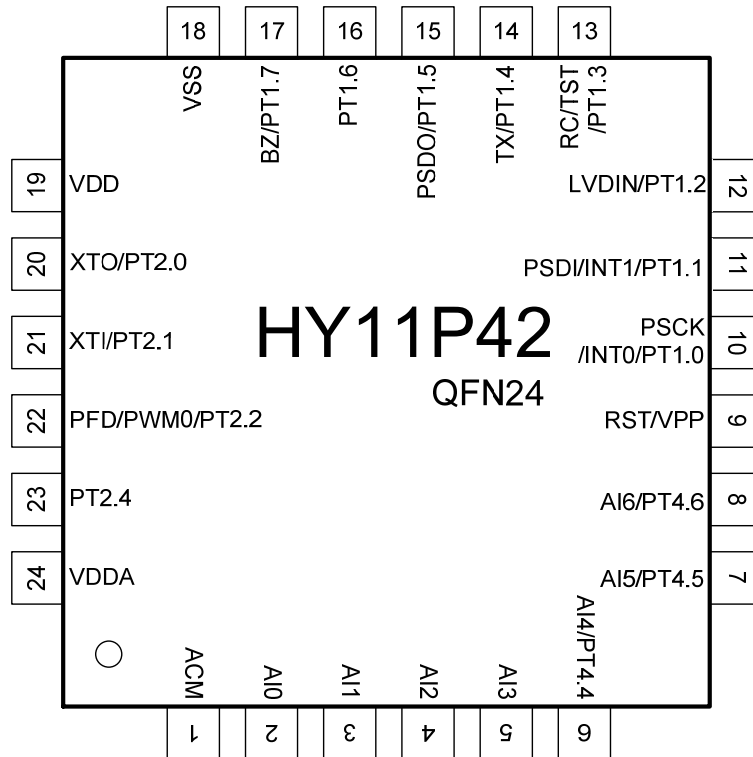 18
17
16
15
14
13
VSS
BZ/PT1.7
PT1.6
PSDO/PT1.5
TX/PT1.4
RC/TST
/PT1.3
19
VDD
20
XTO/PT2.0
21
XTI/PT2.1
22
PFD/PWM0/PT2.2
23
PT2.4
24
VDDA
HY11P42
QFN24
LVDIN/PT1.2
12
PSDI/INT1/PT1.1
11
PSCK
/INT0/PT1.0
10
RST/VPP
9
AI6/PT4.6
8
AI5/PT4.5
7
ACM
AI0
AI1
AI2
AI3
AI4/PT4.4
1
2
3
4
5
6